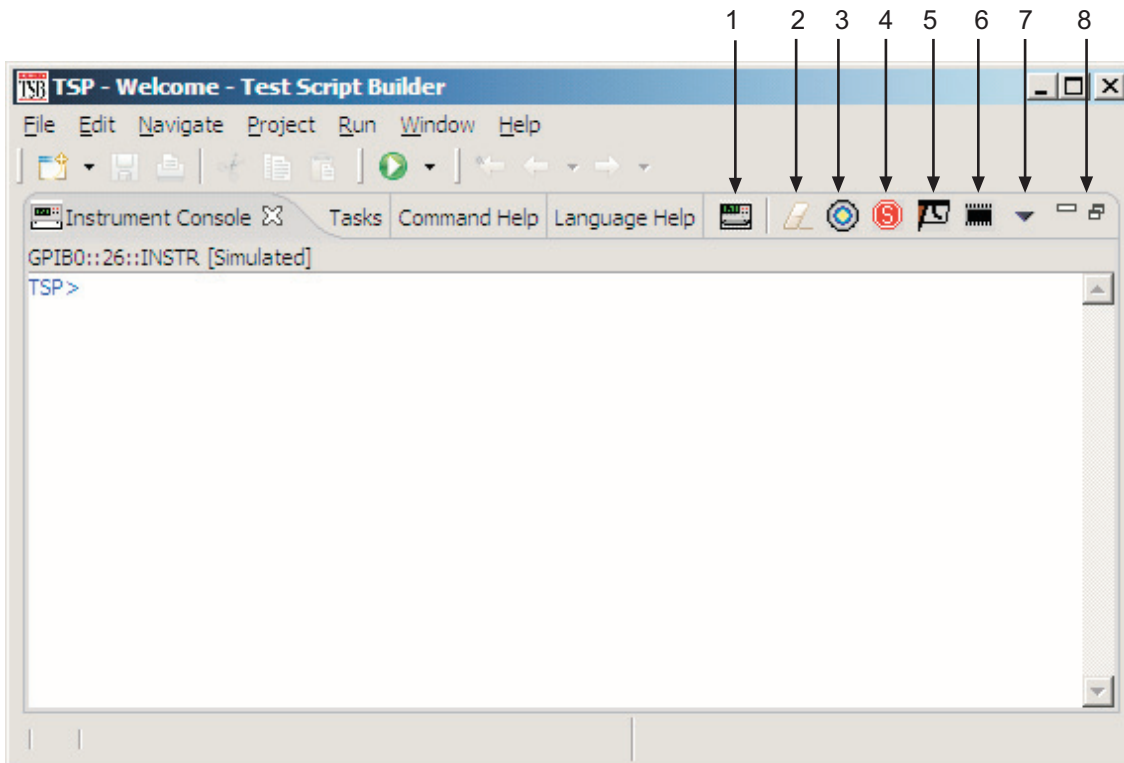 1 2 3 4 5 6 7 8
TSB TSP - Welcome - Test Script Builder
File Edit Navigate Project Run Window Help
Instrument Console Tasks Command Help Language Help
GPIB0::26::INSTR [Simulated]
TSP>